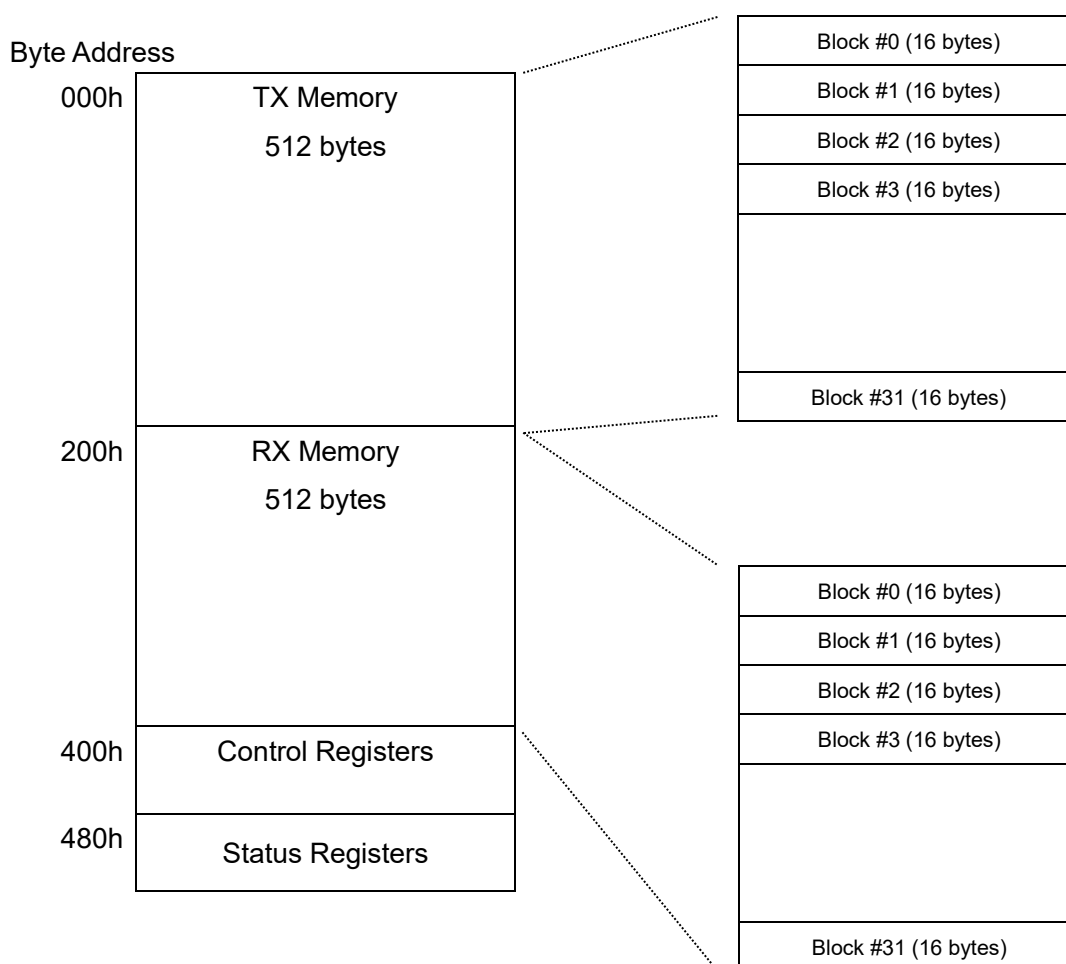 Byte Address
000h
TX Memory
512 bytes
200h
RX Memory
512 bytes
400h
Control Registers
480h
Status Registers
Block #0 (16 bytes)
Block #1 (16 bytes)
Block #2 (16 bytes)
Block #3 (16 bytes)
Block #31 (16 bytes)
Block #0 (16 bytes)
Block #1 (16 bytes)
Block #2 (16 bytes)
Block #3 (16 bytes)
Block #31 (16 bytes)